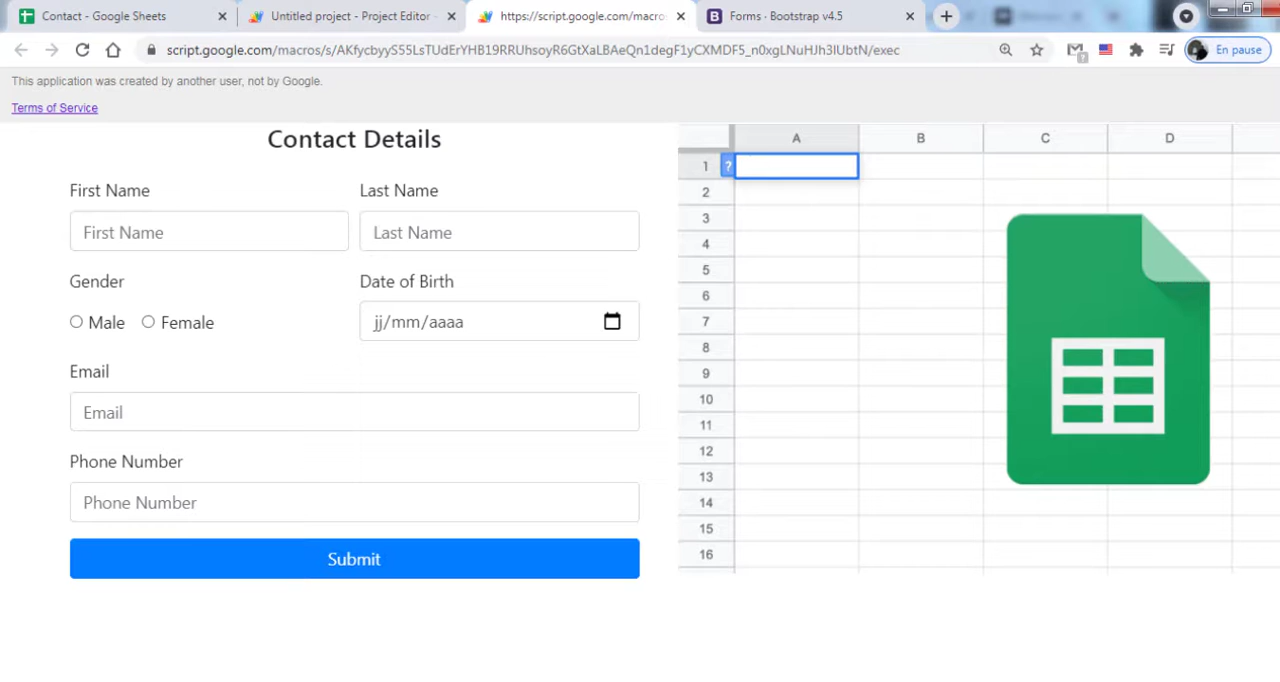 Contact - Google Sheets
Untitled project - Project Editor -
https://script.google.com/macro
Forms · Bootstrap v4.5
script.google.com/macros/s/AKfycbyyS55LsTUdErYHB19RRUhsoyR6GtXaLBAeQn1degF1yCXMDF5_n0xgLNuHJh3IUbtN/exec
En pause
This application was created by another user, not by Google.
Terms of Service
Contact Details
First Name Last Name
First Name Last Name
Gender Date of Birth
Male Female jj/mm/aaaa
Email
Email
Phone Number
Phone Number
Submit
A B C D
1 ?
2
3
4
5
6
7
8
9
10
11
12
13
14
15
16